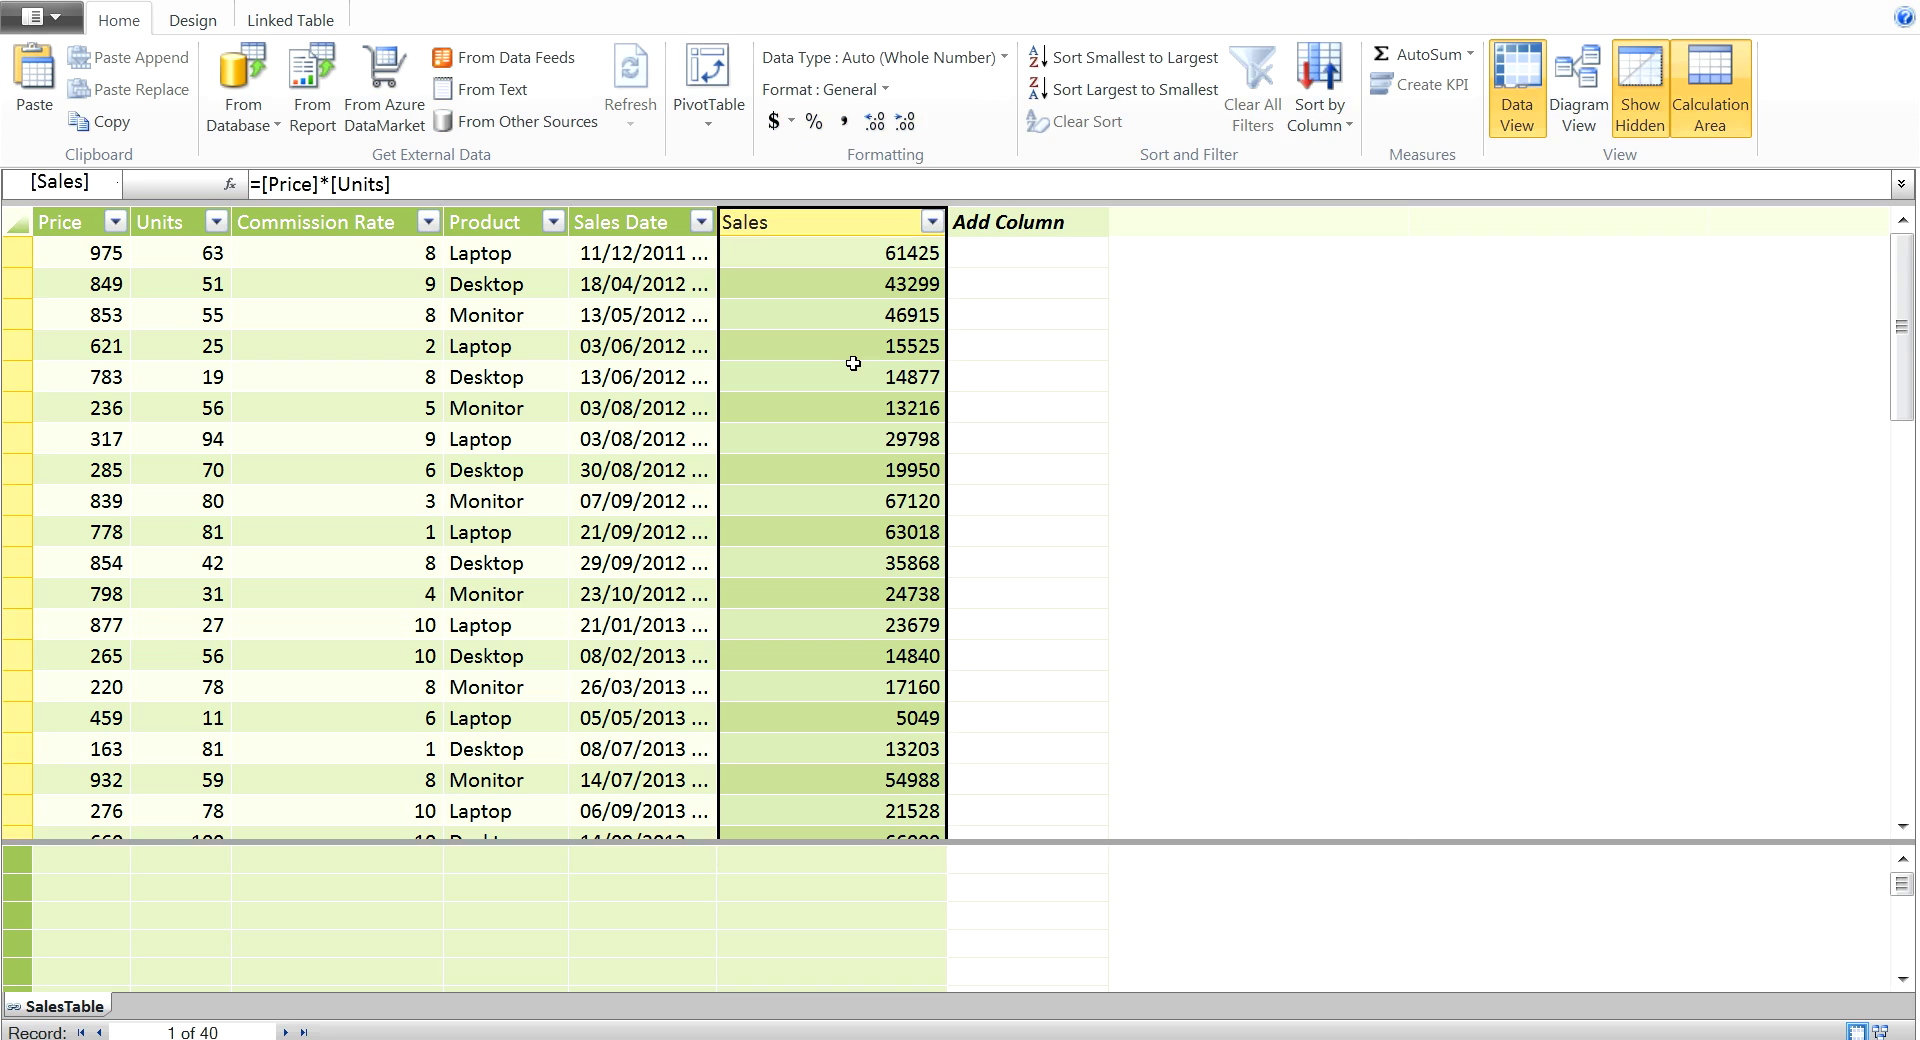 Home Design Linked Table
Paste Paste Append Paste Replace Copy
Clipboard
From Database From Report From Azure DataMarket From Data Feeds From Text From Other Sources
Get External Data
Refresh
PivotTable
Data Type : Auto (Whole Number)
Format : General
$ % , .00 .00
Formatting
Sort Smallest to Largest
Sort Largest to Smallest
Clear Sort
Clear All Filters
Sort by Column
Sort and Filter
Σ AutoSum
Create KPI
Measures
Data View Diagram View Show Hidden Calculation Area
View
[Sales] fx =[Price]*[Units]
Price Units Commission Rate Product Sales Date Sales Add Column
975 63 8 Laptop 11/12/2011 ... 61425
849 51 9 Desktop 18/04/2012 ... 43299
853 55 8 Monitor 13/05/2012 ... 46915
621 25 2 Laptop 03/06/2012 ... 15525
783 19 8 Desktop 13/06/2012 ... 14877
236 56 5 Monitor 03/08/2012 ... 13216
317 94 9 Laptop 03/08/2012 ... 29798
285 70 6 Desktop 30/08/2012 ... 19950
839 80 3 Monitor 07/09/2012 ... 67120
778 81 1 Laptop 21/09/2012 ... 63018
854 42 8 Desktop 29/09/2012 ... 35868
798 31 4 Monitor 23/10/2012 ... 24738
877 27 10 Laptop 21/01/2013 ... 23679
265 56 10 Desktop 08/02/2013 ... 14840
220 78 8 Monitor 26/03/2013 ... 17160
459 11 6 Laptop 05/05/2013 ... 5049
163 81 1 Desktop 08/07/2013 ... 13203
932 59 8 Monitor 14/07/2013 ... 54988
276 78 10 Laptop 06/09/2013 ... 21528
SalesTable
Record: 1 of 40